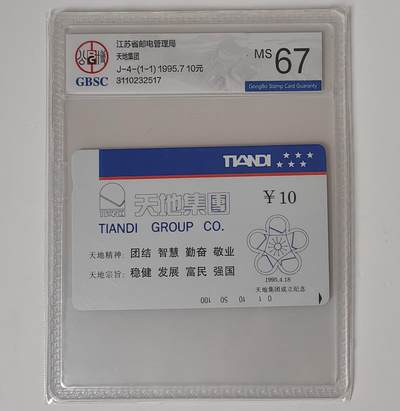 江苏省邮电管理局
天地集团
J-4-(1-1) 1995.7 10元
3110232517
GBSC
MS 67
GongBo Stamp Card Guaranty
TIANDI
天地集团
¥10
TIANDI GROUP CO.
天地精神: 团结 智慧 勤奋 敬业
天地宗旨: 稳健 发展 富民 强国
1995.4.18
天地集团成立纪念
0 1 10 50 100